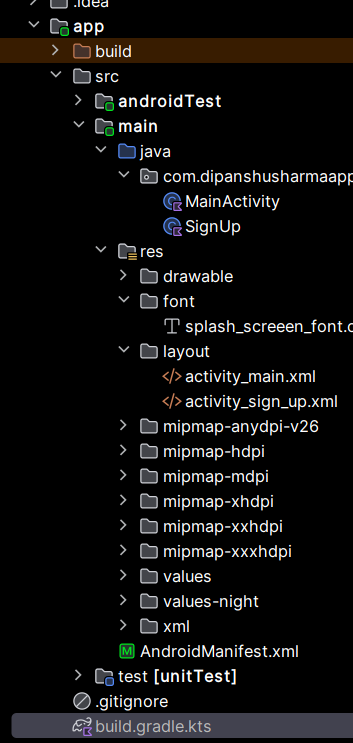 .idea
app
build
src
androidTest
main
java
com.dipanshusharmaapp
MainActivity
SignUp
res
drawable
font
splash_screeen_font.
layout
activity_main.xml
activity_sign_up.xml
mipmap-anydpi-v26
mipmap-hdpi
mipmap-mdpi
mipmap-xhdpi
mipmap-xxhdpi
mipmap-xxxhdpi
values
values-night
xml
M AndroidManifest.xml
test [unitTest]
.gitignore
build.gradle.kts